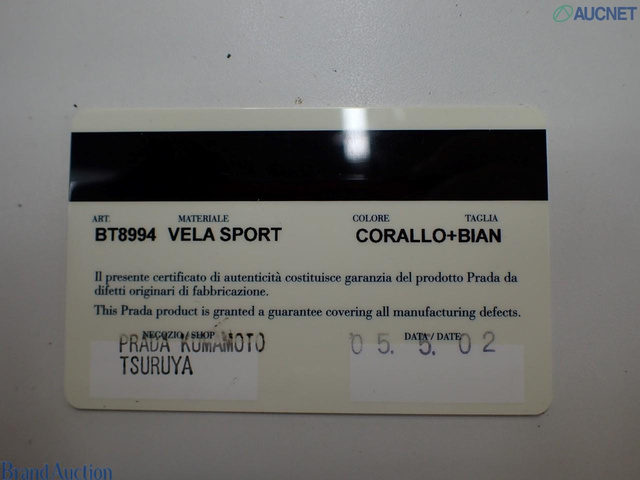 AUCNET
ART. MATERIALE COLORE TAGLIA
BT8994 VELA SPORT CORALLO+BIAN
Il presente certificato di autenticità costituisce garanzia del prodotto Prada da
difetti originari di fabbricazione.
This Prada product is granted a guarantee covering all manufacturing defects.
NEGOZIO / SHOP DATA / DATE
PRADA KUMAMOTO 05. 5. 02
TSURUYA
Brand Auction